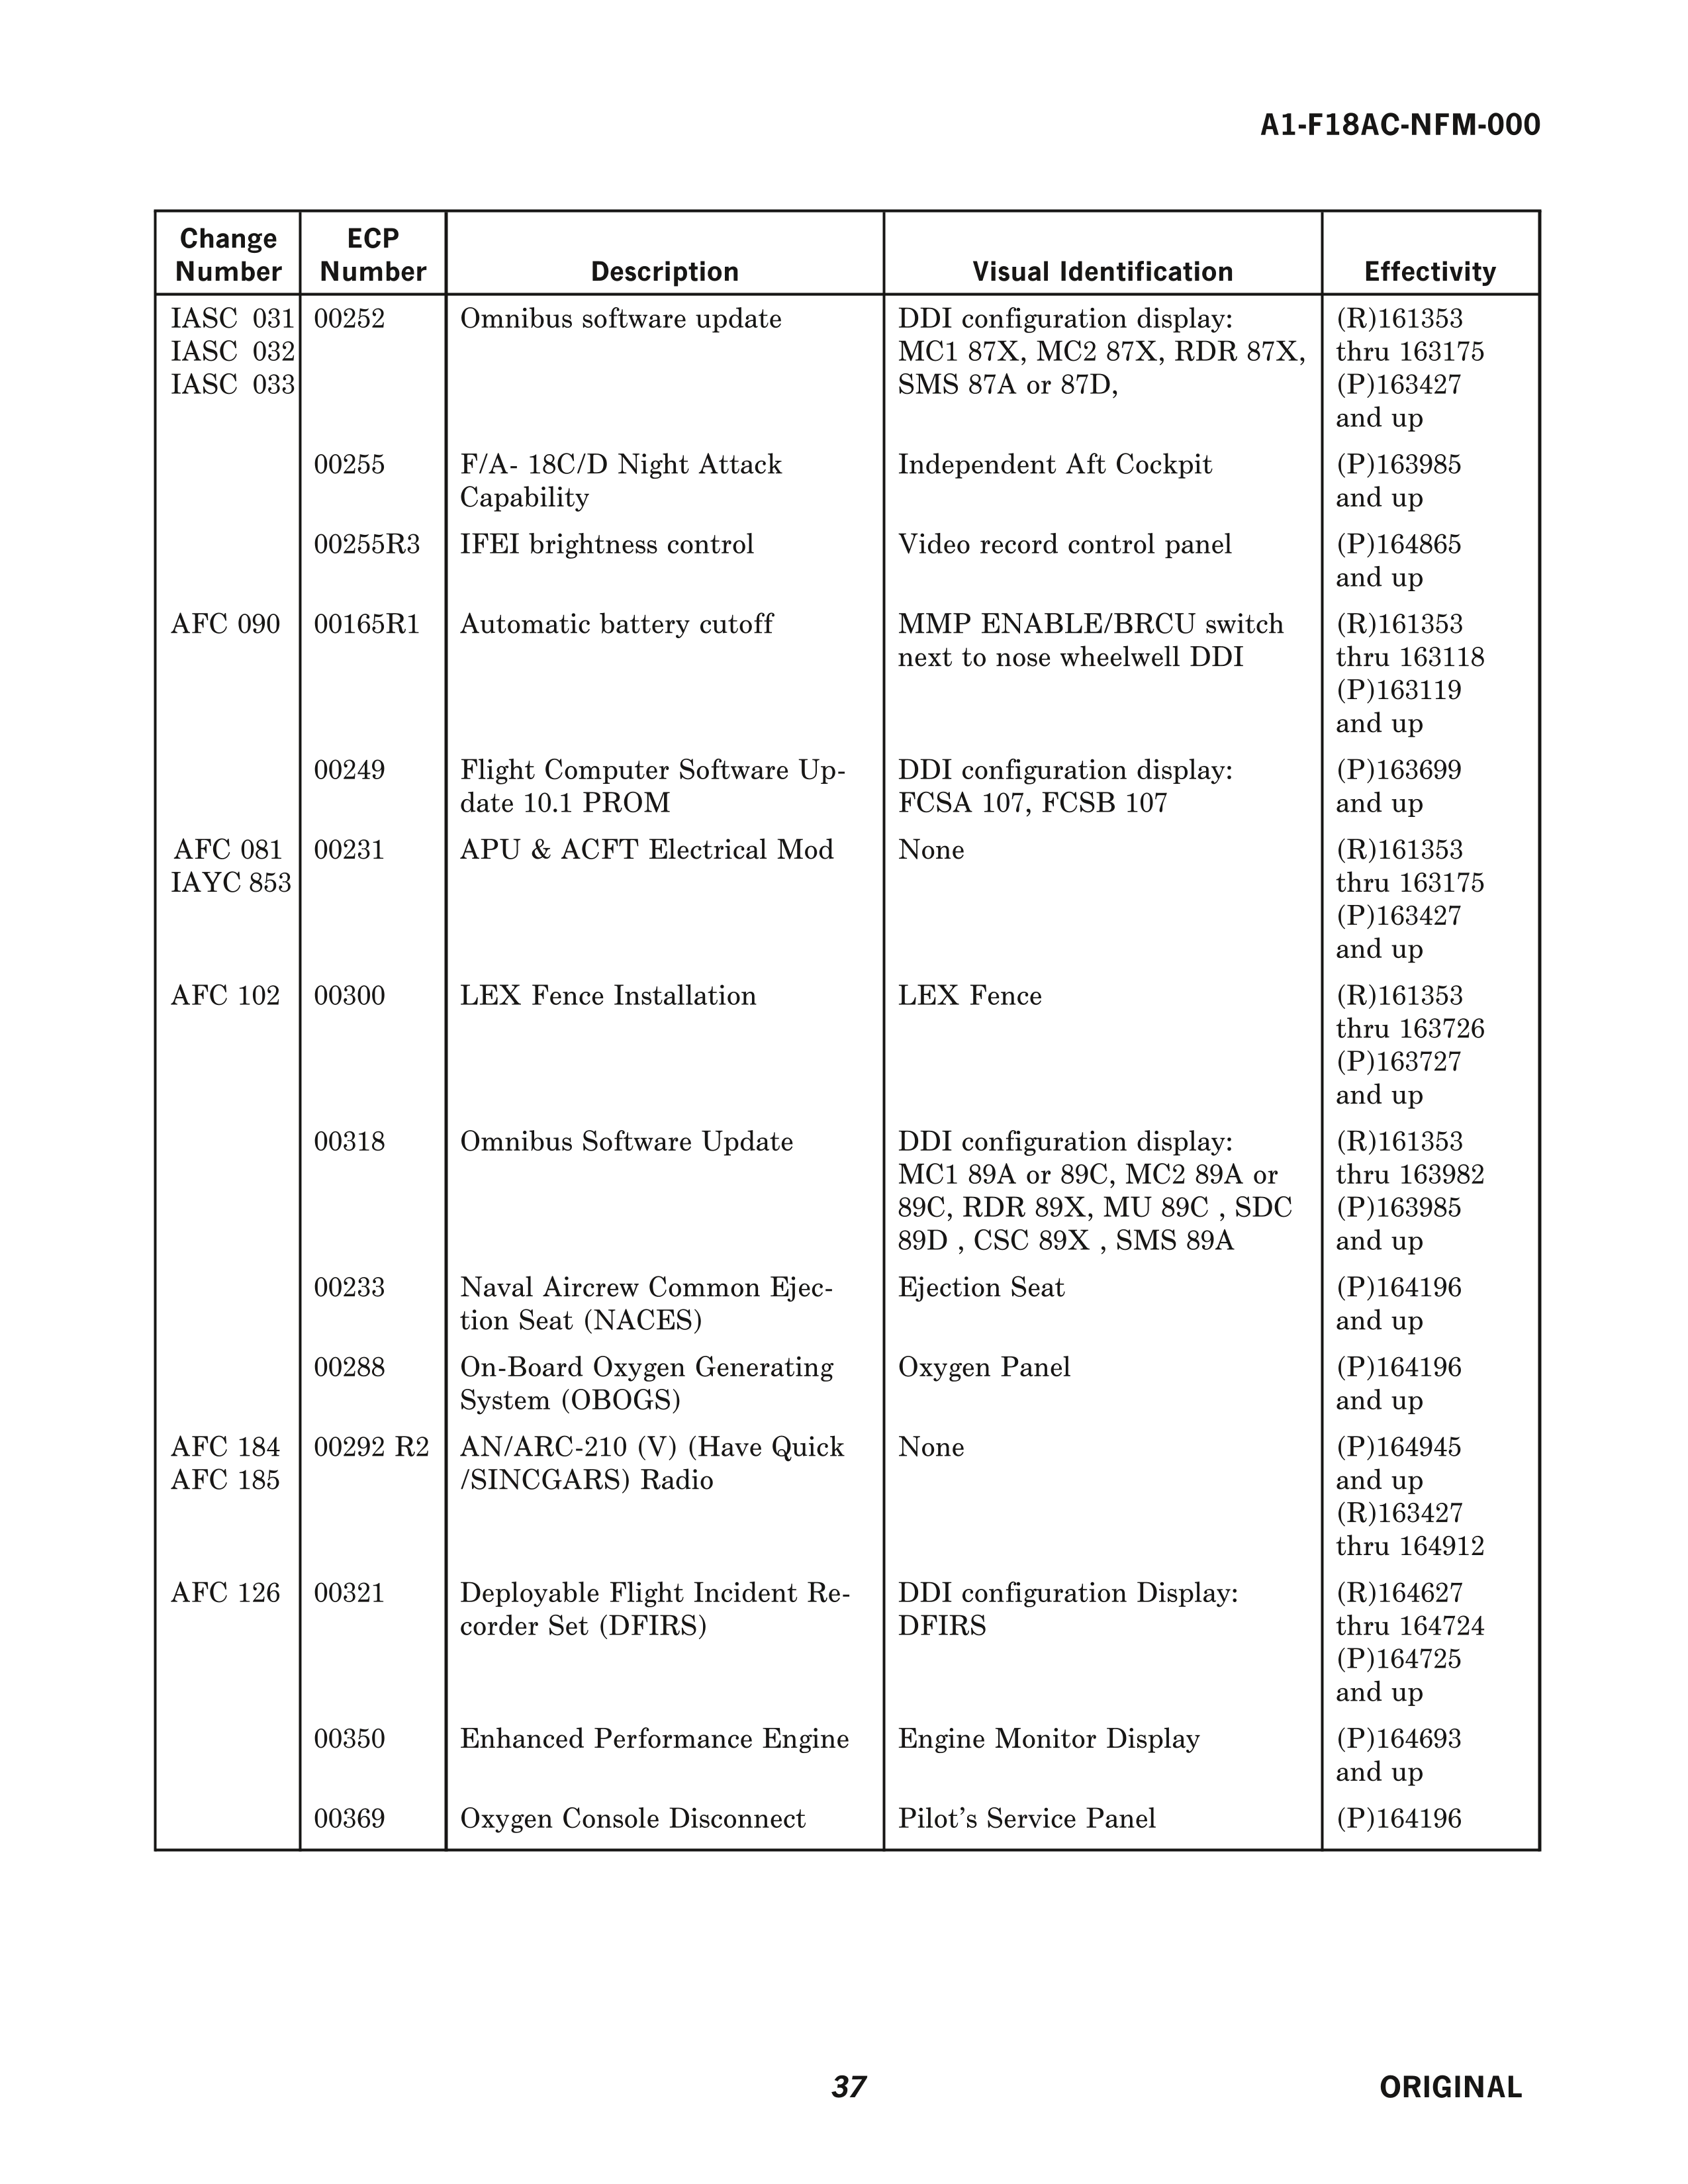 A1-F18AC-NFM-000
Change Number ECP Number Description Visual Identification Effectivity
IASC 031 00252 Omnibus software update DDI configuration display: (R)161353
IASC 032 MC1 87X, MC2 87X, RDR 87X, thru 163175
IASC 033 SMS 87A or 87D, (P)163427
and up
00255 F/A- 18C/D Night Attack Independent Aft Cockpit (P)163985
Capability and up
00255R3 IFEI brightness control Video record control panel (P)164865
and up
AFC 090 00165R1 Automatic battery cutoff MMP ENABLE/BRCU switch (R)161353
next to nose wheelwell DDI thru 163118
(P)163119
and up
00249 Flight Computer Software Up- DDI configuration display: (P)163699
date 10.1 PROM FCSA 107, FCSB 107 and up
AFC 081 00231 APU & ACFT Electrical Mod None (R)161353
IAYC 853 thru 163175
(P)163427
and up
AFC 102 00300 LEX Fence Installation LEX Fence (R)161353
thru 163726
(P)163727
and up
00318 Omnibus Software Update DDI configuration display: (R)161353
MC1 89A or 89C, MC2 89A or thru 163982
89C, RDR 89X, MU 89C , SDC (P)163985
89D , CSC 89X , SMS 89A and up
00233 Naval Aircrew Common Ejec- Ejection Seat (P)164196
tion Seat (NACES) and up
00288 On-Board Oxygen Generating Oxygen Panel (P)164196
System (OBOGS) and up
AFC 184 00292 R2 AN/ARC-210 (V) (Have Quick None (P)164945
AFC 185 /SINCGARS) Radio and up
(R)163427
thru 164912
AFC 126 00321 Deployable Flight Incident Re- DDI configuration Display: (R)164627
corder Set (DFIRS) DFIRS thru 164724
(P)164725
and up
00350 Enhanced Performance Engine Engine Monitor Display (P)164693
and up
00369 Oxygen Console Disconnect Pilot’s Service Panel (P)164196
37 ORIGINAL